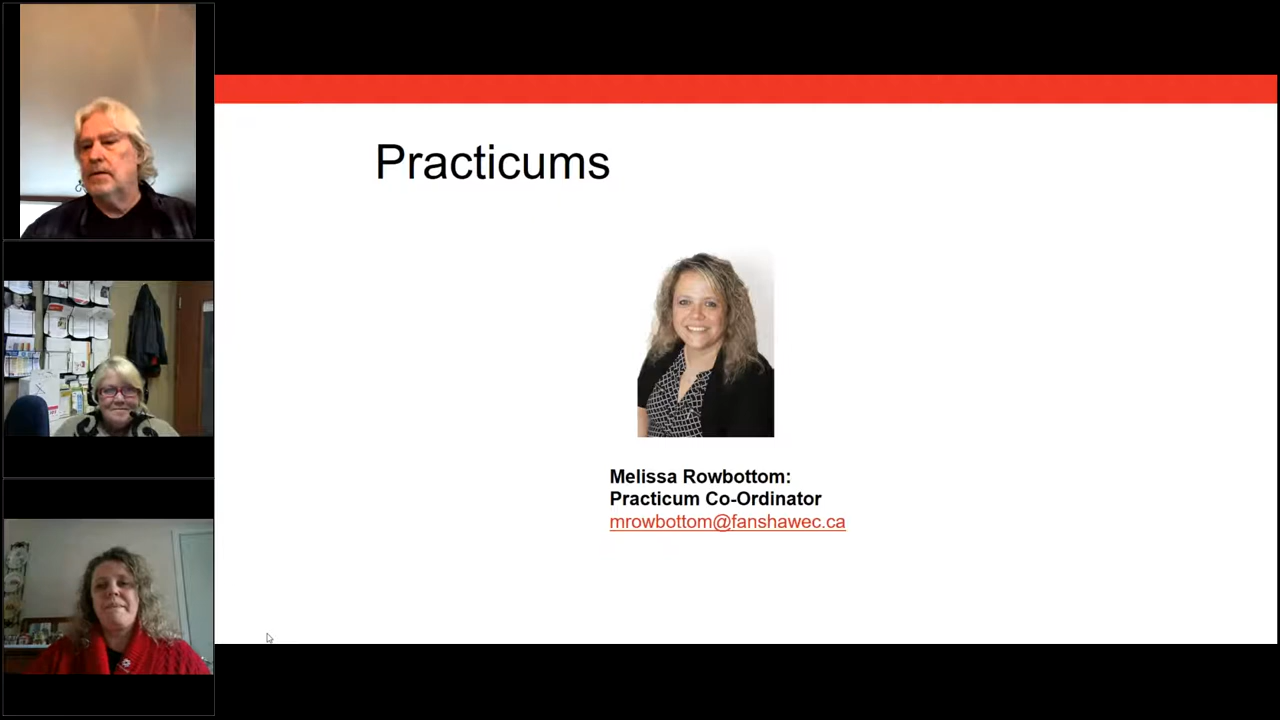 Practicums
Melissa Rowbottom:
Practicum Co-Ordinator
mrowbottom@fanshawec.ca